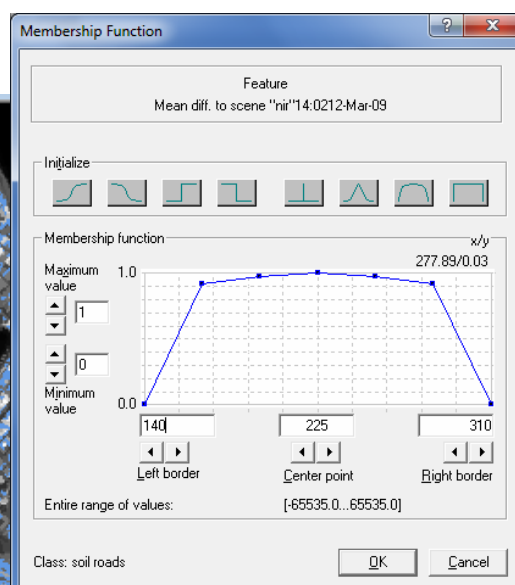 Membership Function
Feature
Mean diff. to scene "nir"14:0212-Mar-09
Initialize
Membership function
x/y
277.89/0.03
Maximum
value
1.0
1
0
Minimum
value
0.0
140
225
310
Left border
Center point
Right border
Entire range of values:
[-65535.0...65535.0]
Class: soil roads
OK
Cancel